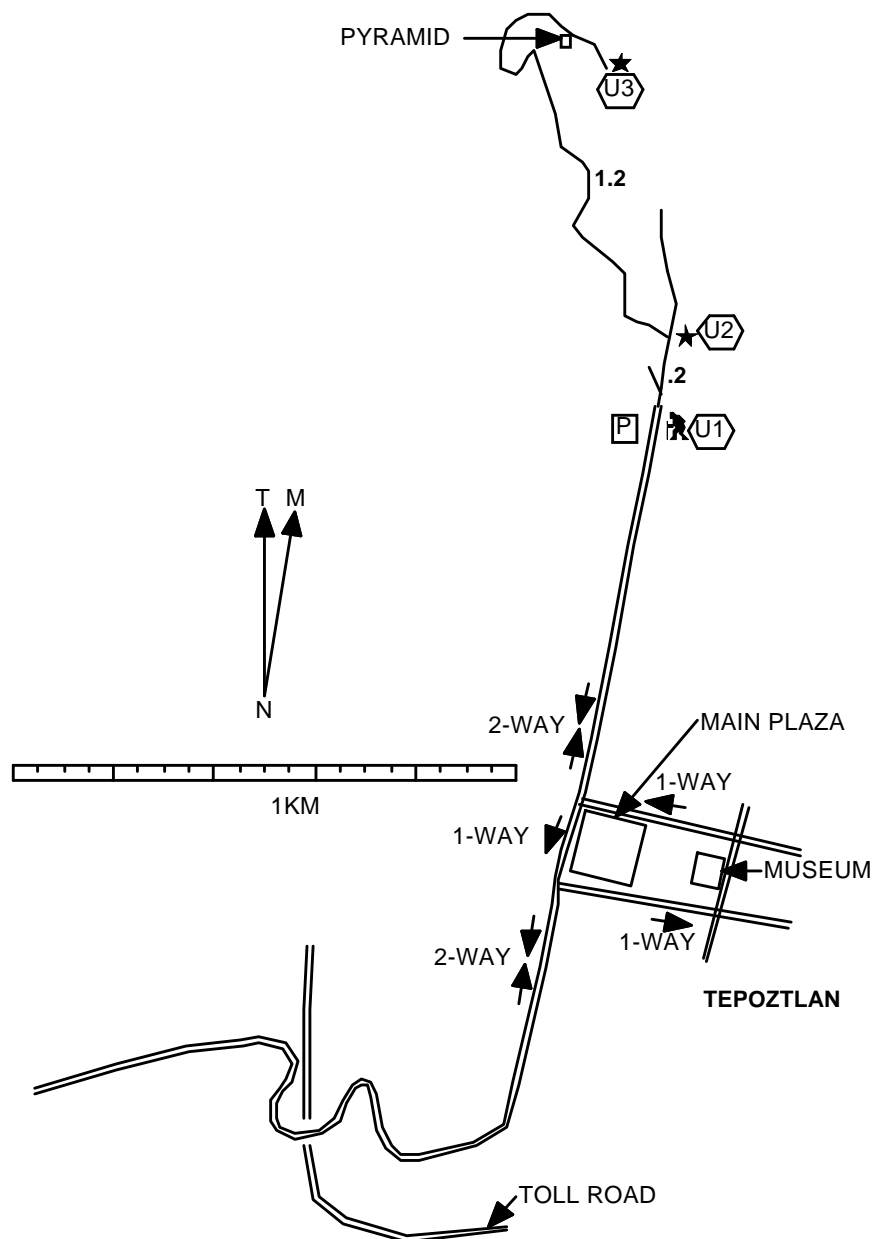 PYRAMID
U3
1.2
U2
.2
P
U1
T M
N
2-WAY
MAIN PLAZA
1-WAY
1KM
1-WAY
MUSEUM
1-WAY
2-WAY
TEPOZTLAN
TOLL ROAD